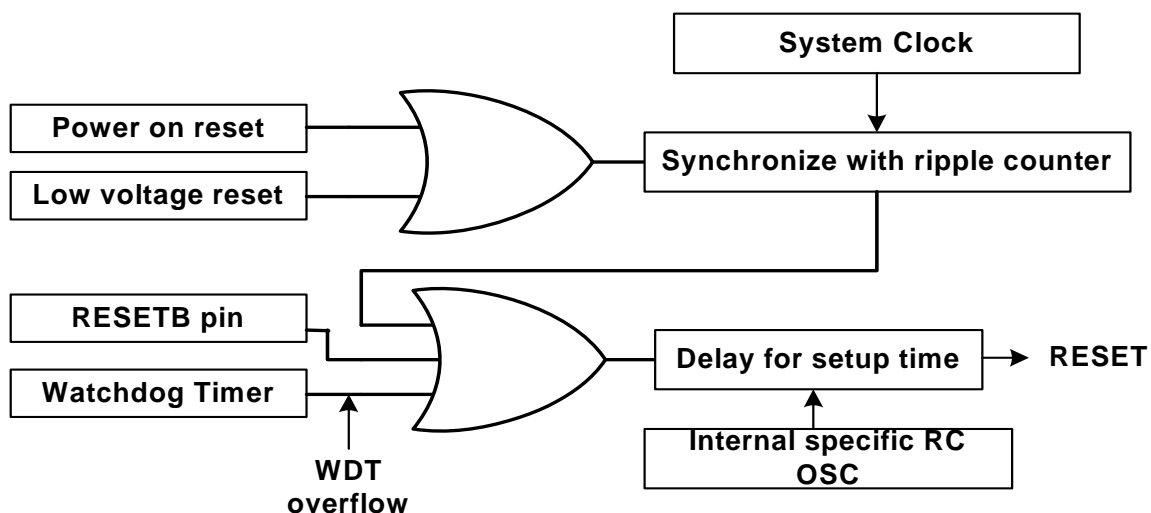 System Clock
Power on reset
Synchronize with ripple counter
Low voltage reset
RESETB pin
Delay for setup time
RESET
Watchdog Timer
Internal specific RC
OSC
WDT
overflow